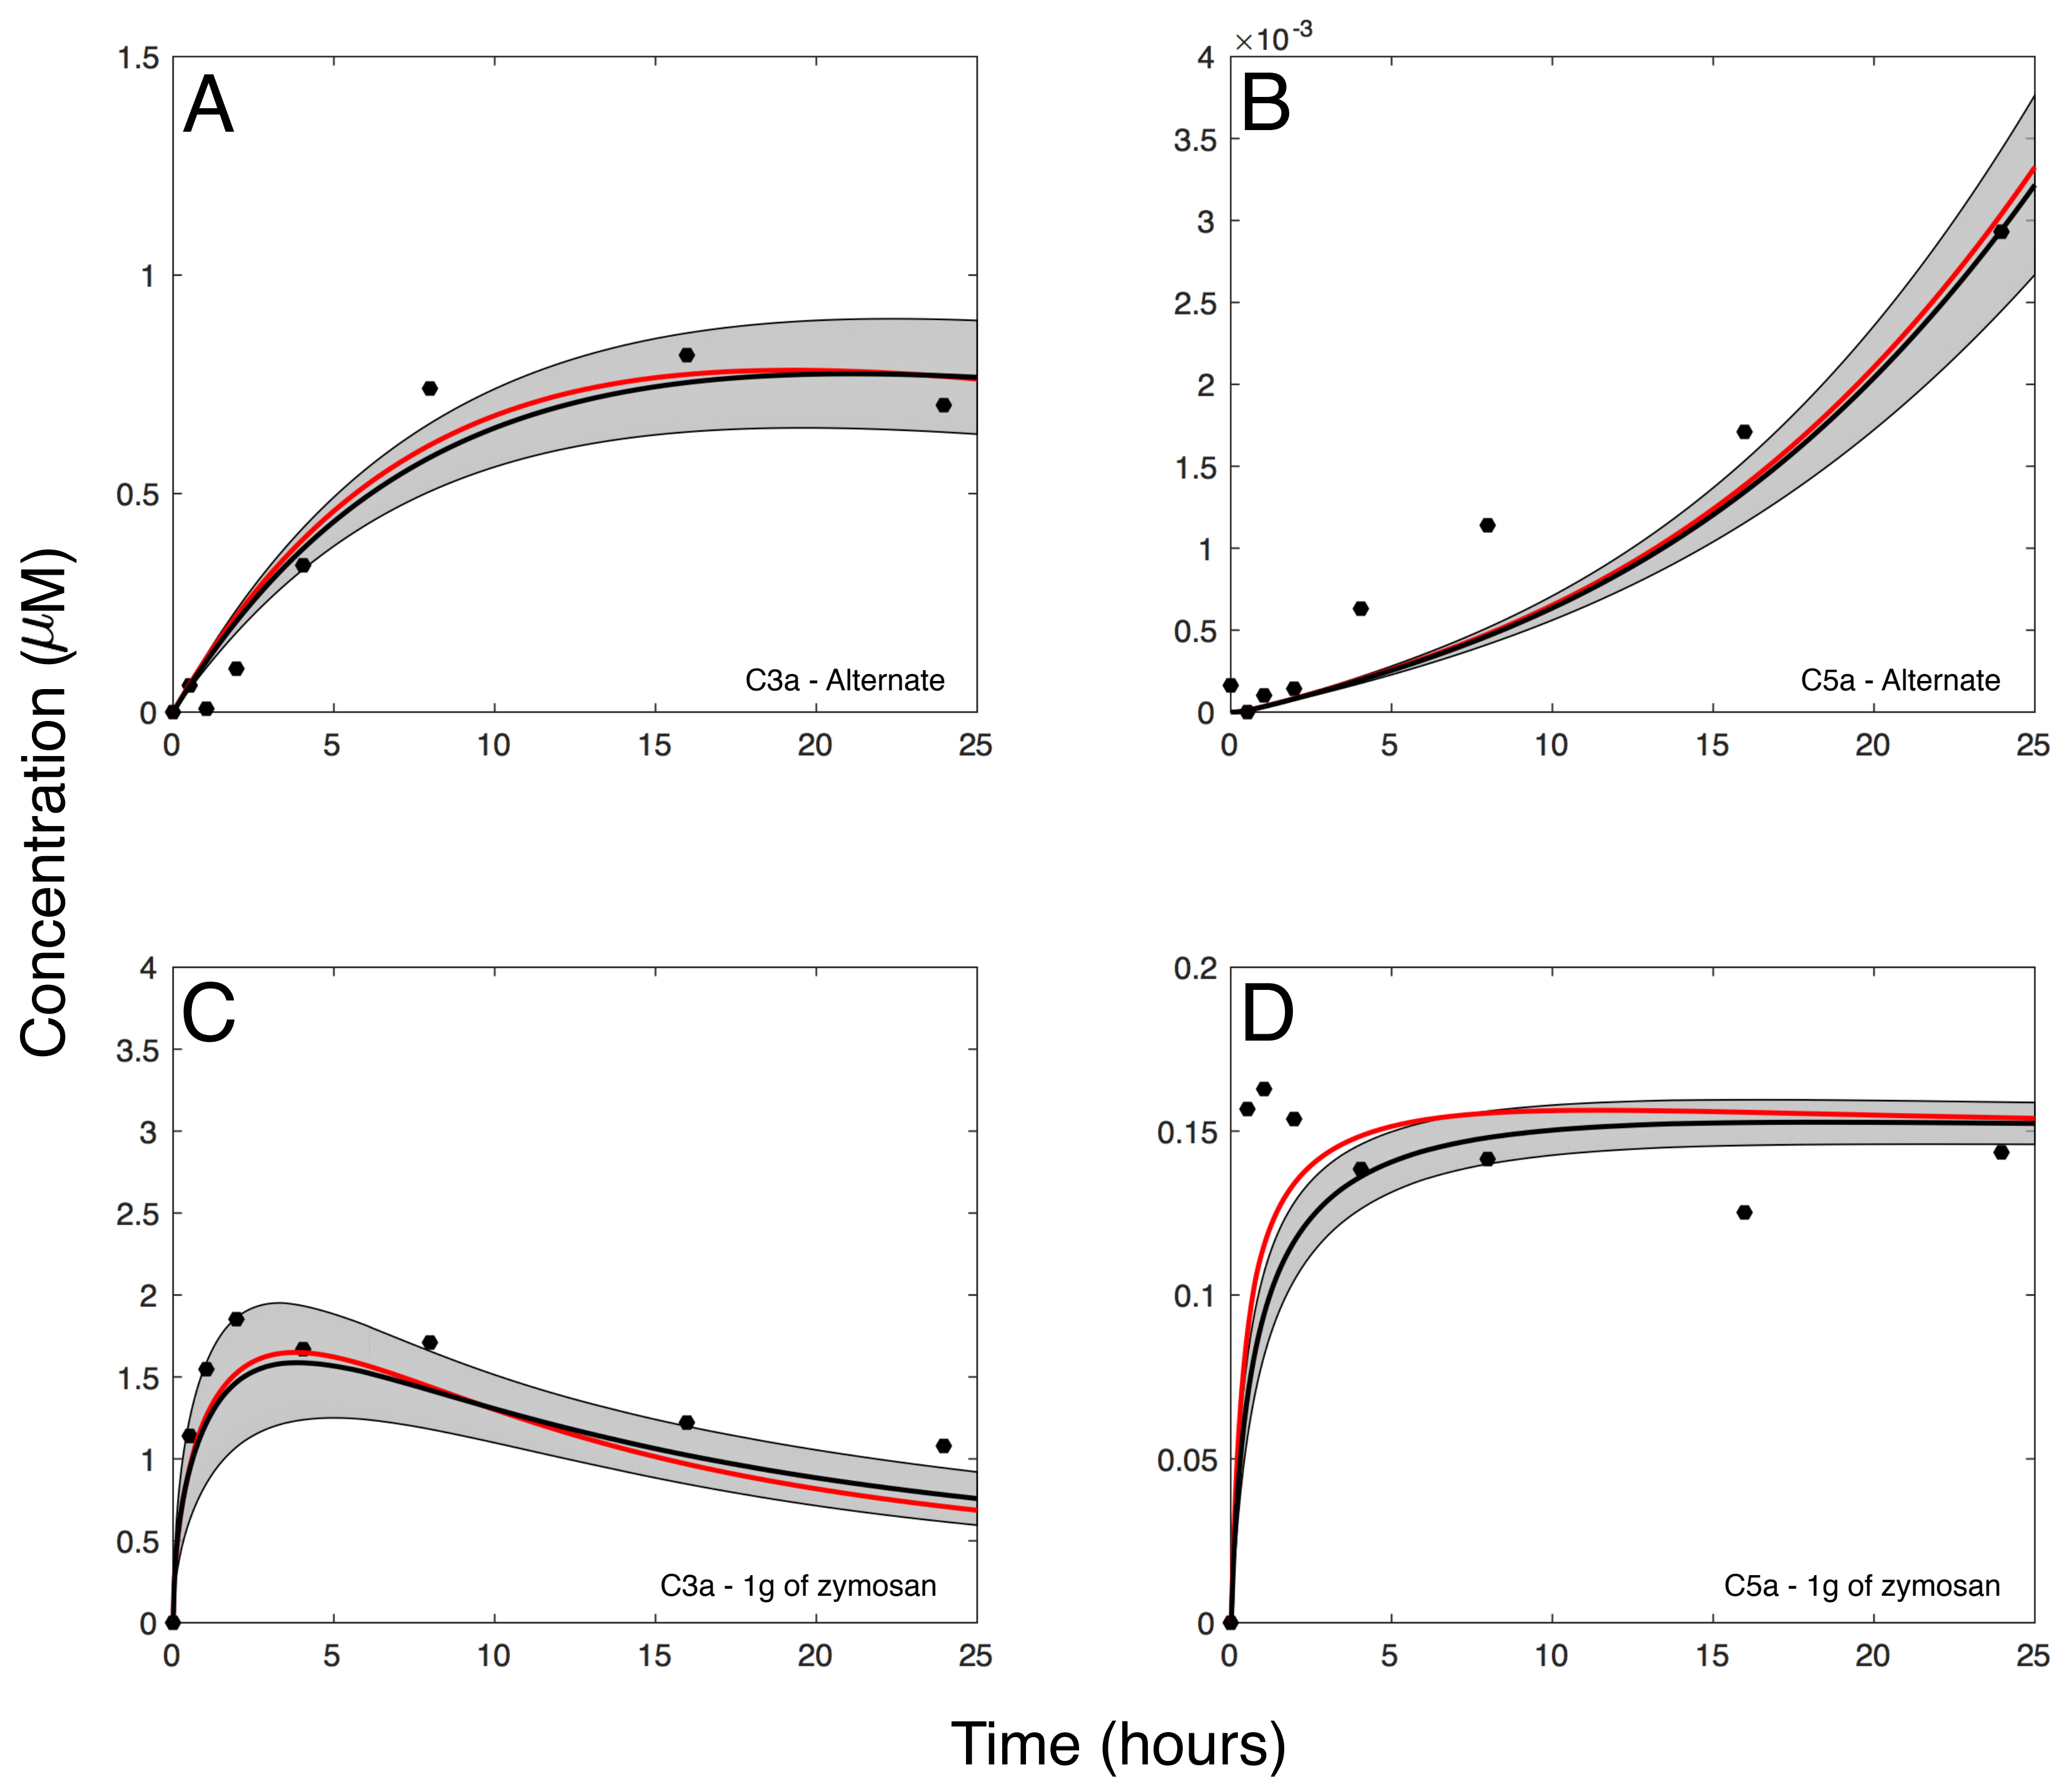 Concentration (μM)
A
1.5
1
0.5
0
C3a - Alternate
0 5 10 15 20 25
×10-3
B
4
3.5
3
2.5
2
1.5
1
0.5
0
C5a - Alternate
0 5 10 15 20 25
C
4
3.5
3
2.5
2
1.5
1
0.5
0
C3a - 1g of zymosan
0 5 10 15 20 25
D
0.2
0.15
0.1
0.05
0
C5a - 1g of zymosan
0 5 10 15 20 25
Time (hours)